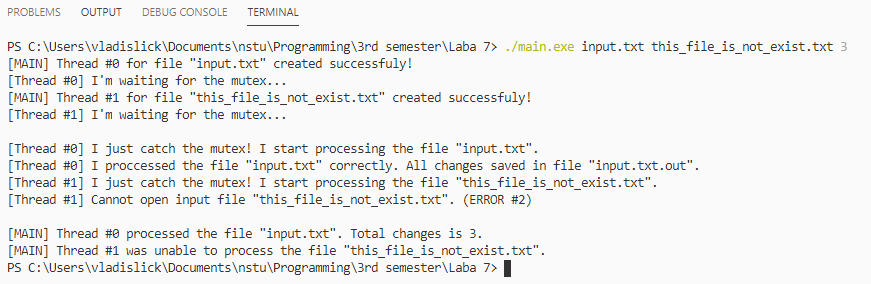 PROBLEMS OUTPUT DEBUG CONSOLE TERMINAL
PS C:\Users\vladislick\Documents\nstu\Programming\3rd semester\Laba 7> ./main.exe input.txt this_file_is_not_exist.txt 3
[MAIN] Thread #0 for file "input.txt" created successfuly!
[Thread #0] I'm waiting for the mutex...
[MAIN] Thread #1 for file "this_file_is_not_exist.txt" created successfuly!
[Thread #1] I'm waiting for the mutex...
[Thread #0] I just catch the mutex! I start processing the file "input.txt".
[Thread #0] I proccessed the file "input.txt" correctly. All changes saved in file "input.txt.out".
[Thread #1] I just catch the mutex! I start processing the file "this_file_is_not_exist.txt".
[Thread #1] Cannot open input file "this_file_is_not_exist.txt". (ERROR #2)
[MAIN] Thread #0 processed the file "input.txt". Total changes is 3.
[MAIN] Thread #1 was unable to process the file "this_file_is_not_exist.txt".
PS C:\Users\vladislick\Documents\nstu\Programming\3rd semester\Laba 7>